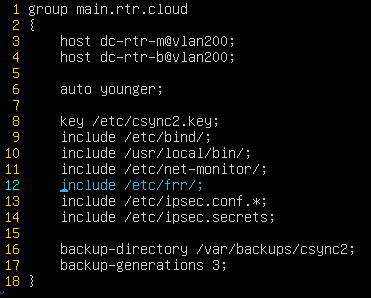 1 group main.rtr.cloud
2 {
3     host dc-rtr-m@vlan200;
4     host dc-rtr-b@vlan200;
5
6     auto younger;
7
8     key /etc/csync2.key;
9     include /etc/bind/;
10     include /usr/local/bin/;
11     include /etc/net-monitor/;
12     include /etc/frr/;
13     include /etc/ipsec.conf.*;
14     include /etc/ipsec.secrets;
15
16     backup-directory /var/backups/csync2;
17     backup-generations 3;
18 }